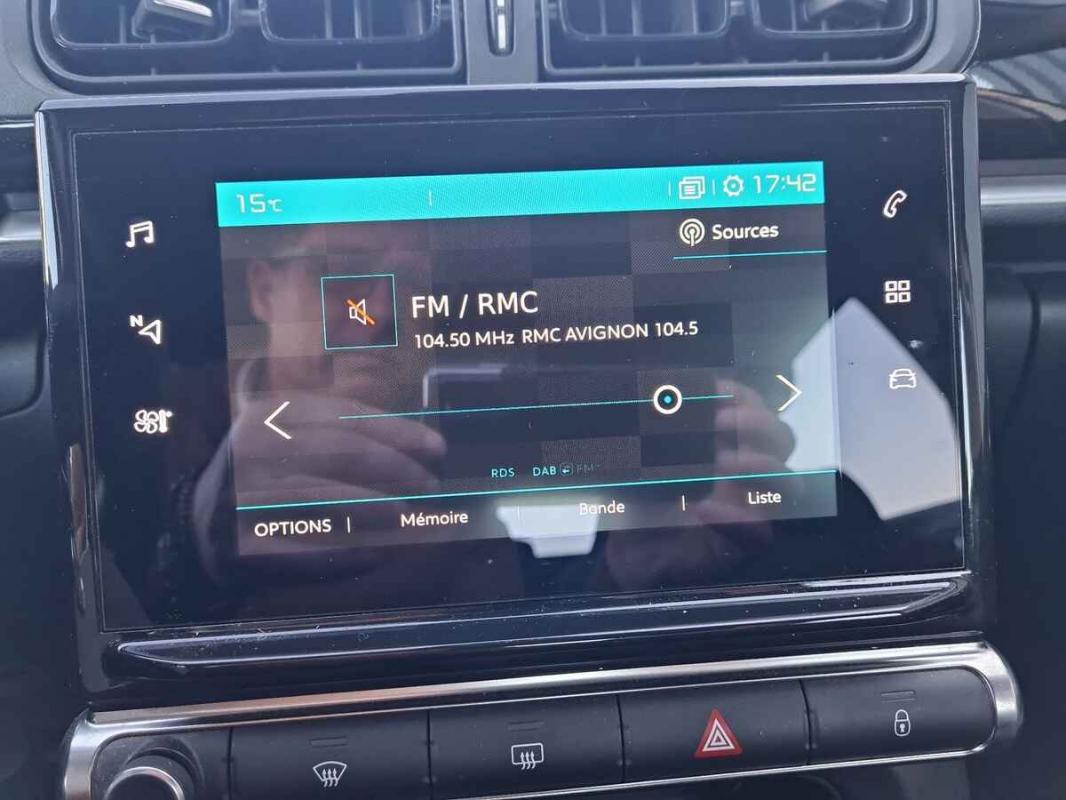 15°C
17:42
Sources
FM / RMC
104.50 MHz RMC AVIGNON 104.5
N
RDS DAB FM
OPTIONS | Mémoire | Bande | Liste